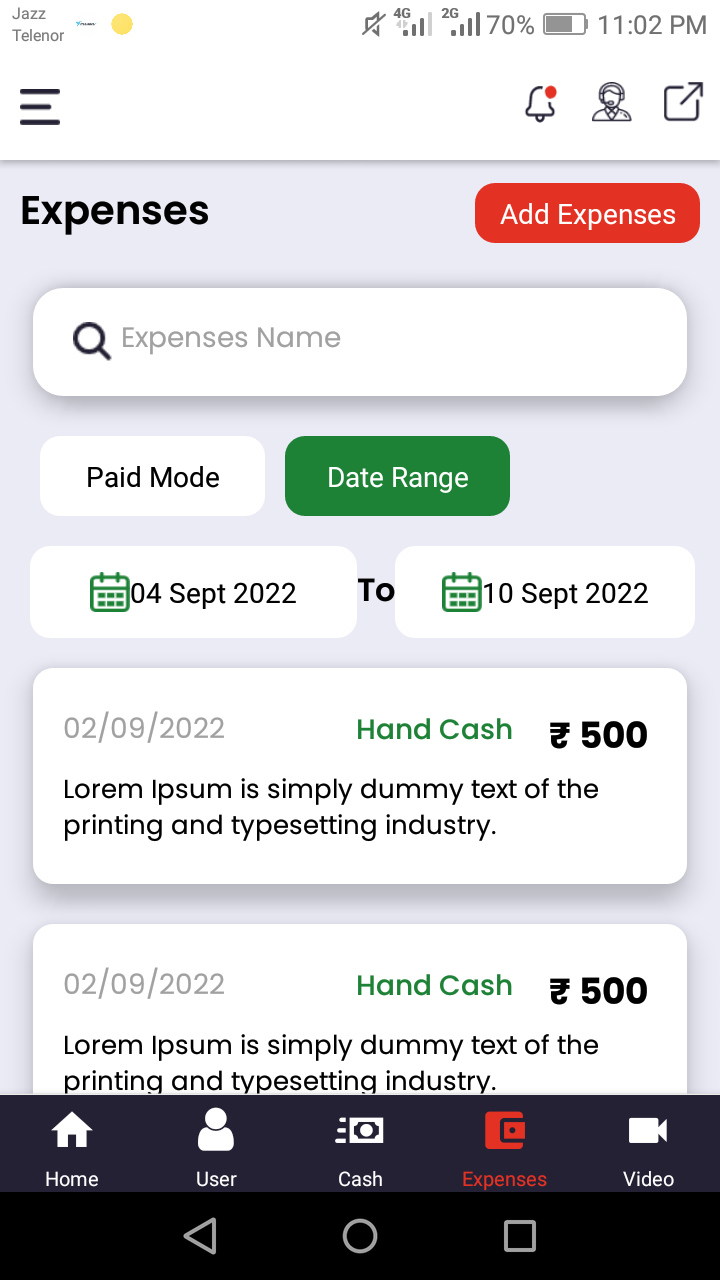 Jazz
Telenor
4G 2G 70% 11:02 PM
Expenses
Add Expenses
Expenses Name
Paid Mode
Date Range
04 Sept 2022 To 10 Sept 2022
02/09/2022 Hand Cash ₹ 500
Lorem Ipsum is simply dummy text of the
printing and typesetting industry.
02/09/2022 Hand Cash ₹ 500
Lorem Ipsum is simply dummy text of the
printing and typesetting industry.
Home User Cash Expenses Video